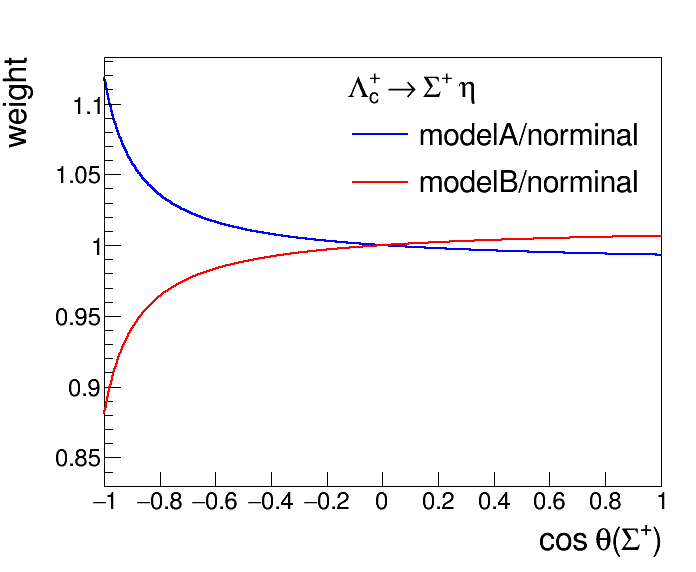 weight
Λc+ → Σ+ η
modelA/norminal
modelB/norminal
1.1
1.05
1
0.95
0.9
0.85
−1 −0.8 −0.6 −0.4 −0.2 0 0.2 0.4 0.6 0.8 1
cos θ(Σ+)